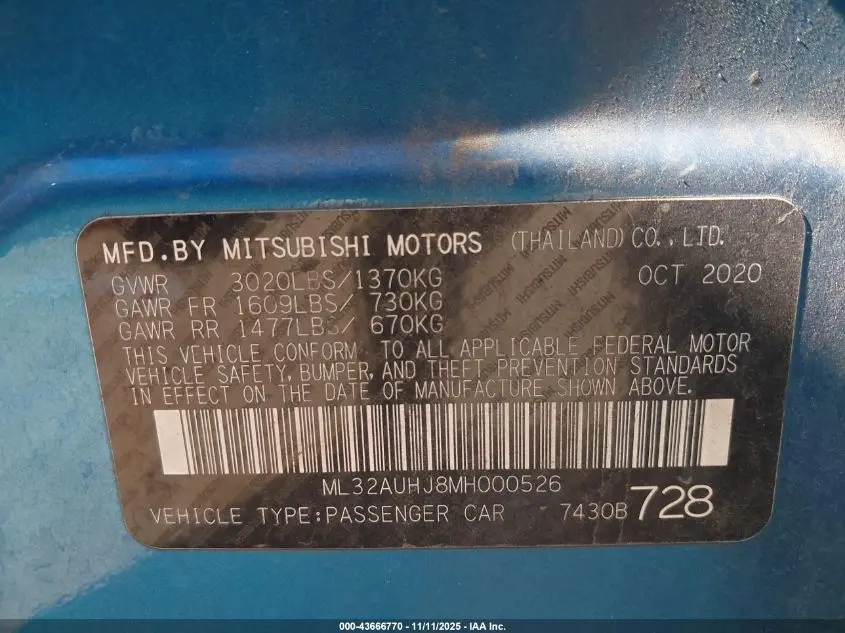 MFD.BY MITSUBISHI MOTORS (THAILAND) CO., LTD.
GVWR 3020LBS/1370KG OCT 2020
GAWR FR 1609LBS/ 730KG
GAWR RR 1477LBS/ 670KG
THIS VEHICLE CONFORM. TO ALL APPLICABLE FEDERAL MOTOR
VEHICLE SAFETY, BUMPER, AND THEFT PREVENTION STANDARDS
IN EFFECT ON THE DATE OF MANUFACTURE SHOWN ABOVE.
ML32AUHJ8MH000526
VEHICLE TYPE:PASSENGER CAR 7430B 728
000-43666770 - 11/11/2025 - IAA Inc.